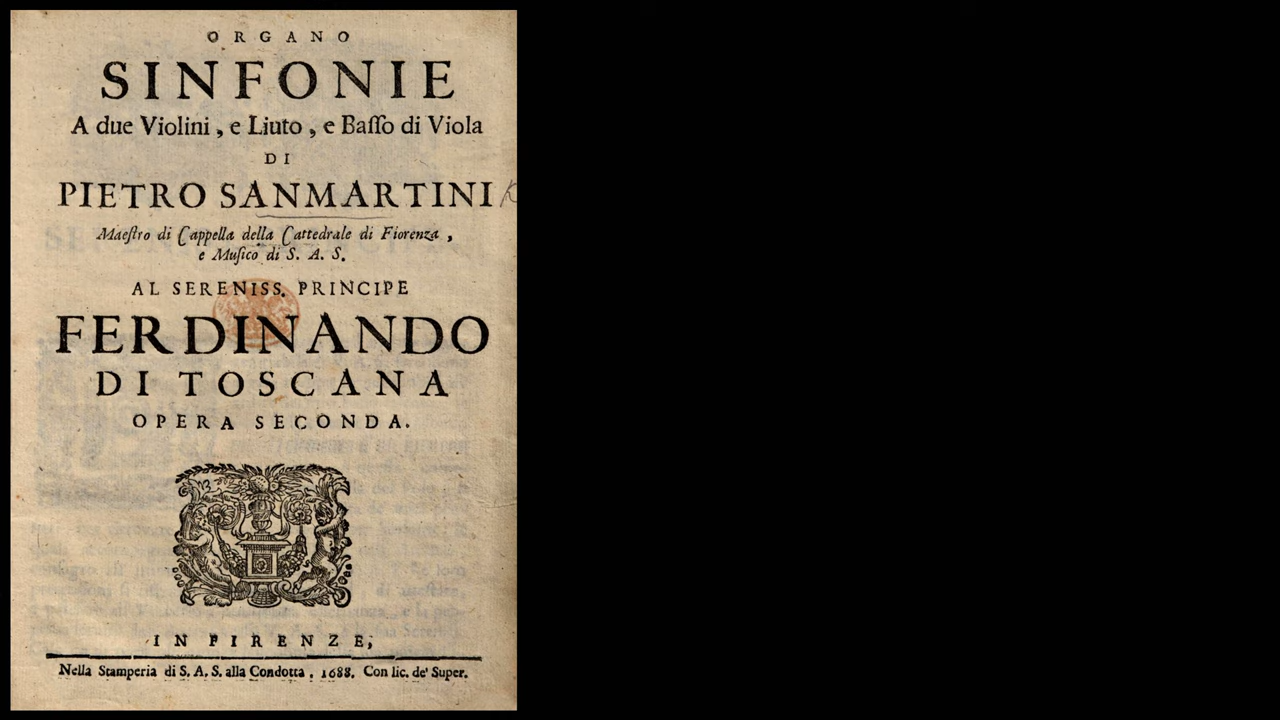 ORGANO
SINFONIE
A due Violini, e Liuto, e Baſſo di Viola
DI
PIETRO SANMARTINI
Maeſtro di Cappella della Cattedrale di Fiorenza,
e Muſico di S. A. S.
AL SERENISS. PRINCIPE
FERDINANDO
DI TOSCANA
OPERA SECONDA.
IN FIRENZE,
Nella Stamperia di S. A. S. alla Condotta. 1688. Con lic. de' Super.